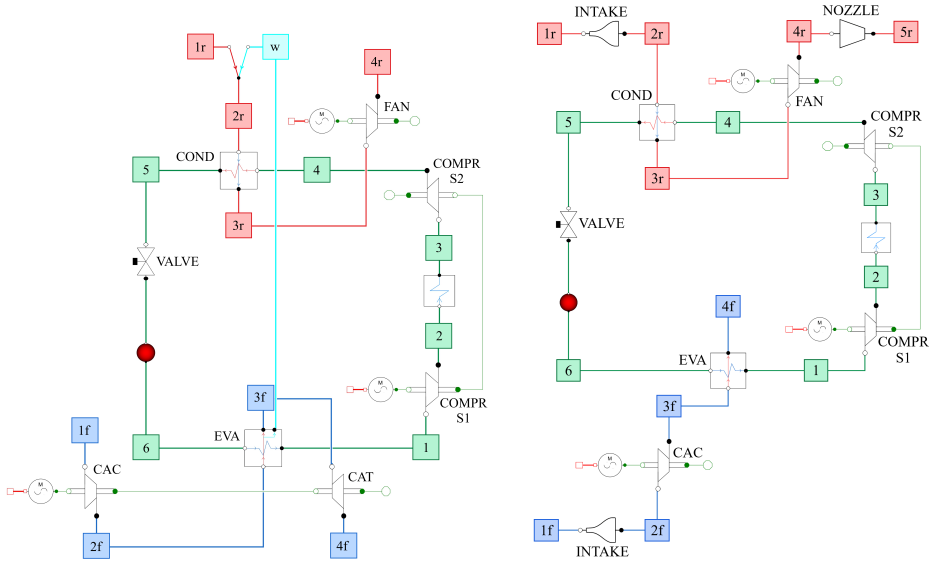 INTAKE
NOZZLE
1r
w
4r
1r
2r
4r
5r
FAN
FAN
2r
M
M
COND
COND
COMPR
S2
5
4
5
4
COMPR
S2
3r
3r
3
3
VALVE
VALVE
2
2
4f
M
COMPR
S1
M
COMPR
S1
EVA
6
1
3f
3f
1f
EVA
6
1
CAC
CAT
M
CAC
M
2f
4f
1f
2f
INTAKE